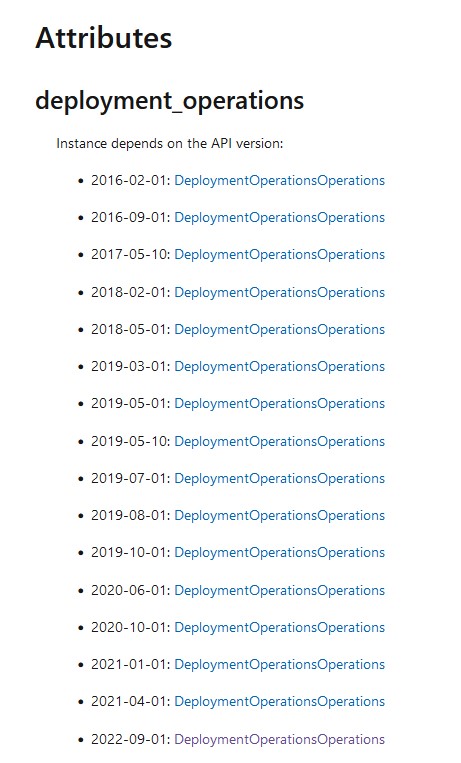 Attributes
deployment_operations
Instance depends on the API version:
• 2016-02-01: DeploymentOperationsOperations
• 2016-09-01: DeploymentOperationsOperations
• 2017-05-10: DeploymentOperationsOperations
• 2018-02-01: DeploymentOperationsOperations
• 2018-05-01: DeploymentOperationsOperations
• 2019-03-01: DeploymentOperationsOperations
• 2019-05-01: DeploymentOperationsOperations
• 2019-05-10: DeploymentOperationsOperations
• 2019-07-01: DeploymentOperationsOperations
• 2019-08-01: DeploymentOperationsOperations
• 2019-10-01: DeploymentOperationsOperations
• 2020-06-01: DeploymentOperationsOperations
• 2020-10-01: DeploymentOperationsOperations
• 2021-01-01: DeploymentOperationsOperations
• 2021-04-01: DeploymentOperationsOperations
• 2022-09-01: DeploymentOperationsOperations